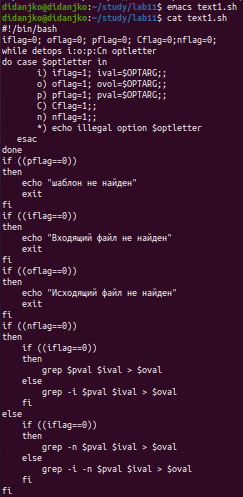 didanjko@didanjko:~/study/lab11$ emacs text1.sh
didanjko@didanjko:~/study/lab11$ cat text1.sh
#!/bin/bash
iflag=0; oflag=0; pflag=0; Cflag=0;nflag=0;
while detops i:o:p:Cn optletter
do case $optletter in
i) iflag=1; ival=$OPTARG;;
o) oflag=1; ovol=$OPTARG;;
p) pflag=1; pval=$OPTARG;;
C) Cflag=1;;
n) nflag=1;;
*) echo illegal option $optletter
esac
done
if ((pflag==0))
then
echo "шаблон не найден"
exit
fi
if ((iflag==0))
then
echo "Входящий файл не найден"
exit
fi
if ((oflag==0))
then
echo "Исходящий файл не найден"
exit
fi
if ((nflag==0))
then
if ((iflag==0))
then
grep $pval $ival > $oval
else
grep -i $pval $ival > $oval
fi
else
if ((iflag==0))
then
grep -n $pval $ival > $oval
else
grep -i -n $pval $ival > $oval
fi
fi